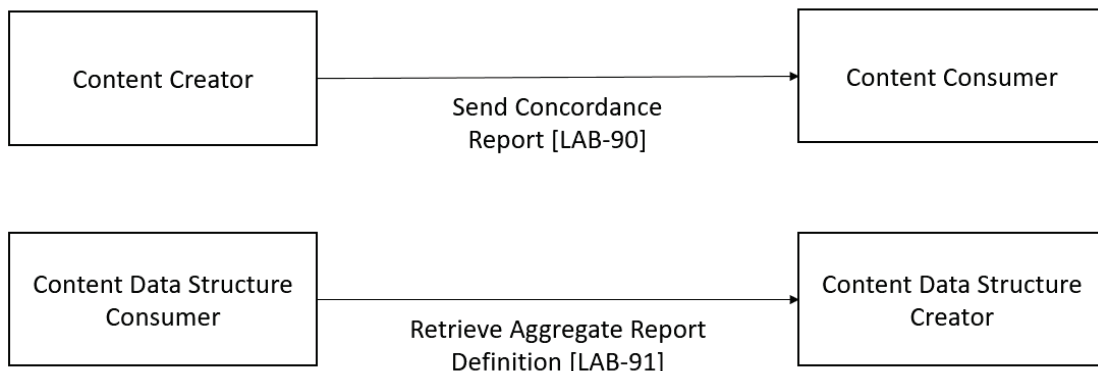 Content Creator
Content Consumer
Send Concordance
Report [LAB-90]
Content Data Structure
Consumer
Content Data Structure
Creator
Retrieve Aggregate Report
Definition [LAB-91]